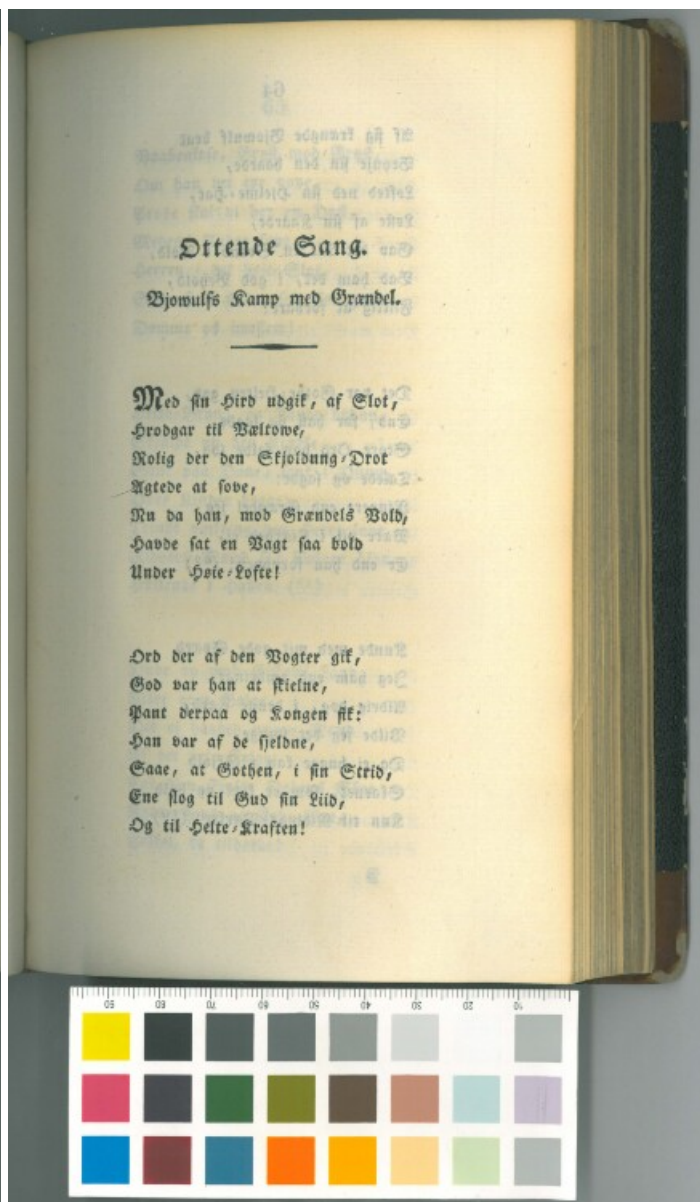 Ottende Sang.
Bjowulfs Kamp med Grændel.
Med sin Hird udgik, af Slot,
Hrodgar til Væltowe,
Rolig der den Skjoldung-Drot
Agtede at sove,
Nu da han, mod Grændels Vold,
Havde sat en Vagt saa bold
Under Høie-Lofte!
Ord der af den Vogter gik,
God var han at skielne,
Pant derpaa og Kongen fik:
Han var af de sjeldne,
Saae, at Gothen, i sin Strid,
Ene slog til Gud sin Liid,
Og til Helte-Kraften!